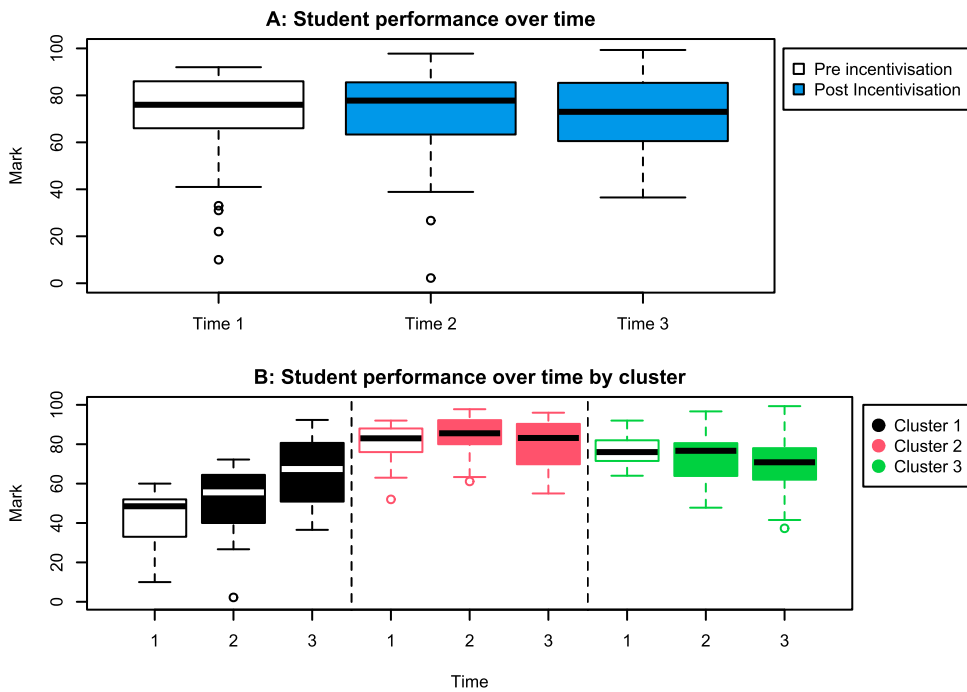 A: Student performance over time
100
80
60
40
20
0
Mark
Time 1
Time 2
Time 3
Pre incentivisation
Post Incentivisation
B: Student performance over time by cluster
100
80
60
40
20
0
Mark
1 2 3 1 2 3 1 2 3
Time
Cluster 1
Cluster 2
Cluster 3